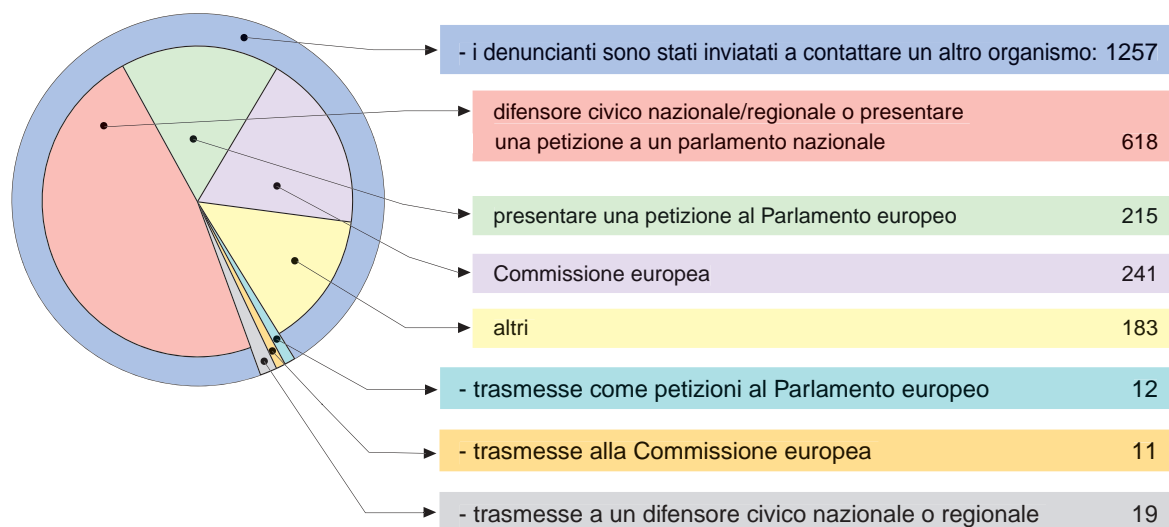 - i denuncianti sono stati inviatati a contattare un altro organismo: 1257
difensore civico nazionale/regionale o presentare
una petizione a un parlamento nazionale 618
presentare una petizione al Parlamento europeo 215
Commissione europea 241
altri 183
- trasmesse come petizioni al Parlamento europeo 12
- trasmesse alla Commissione europea 11
- trasmesse a un difensore civico nazionale o regionale 19